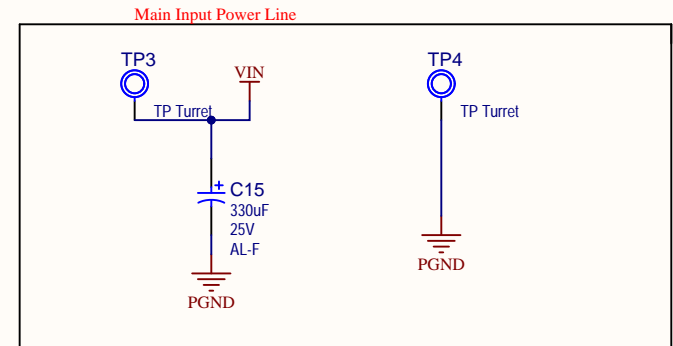 Main Input Power Line
TP3
TP Turret
VIN
C15
330uF
25V
AL-F
PGND
TP4
TP Turret
PGND